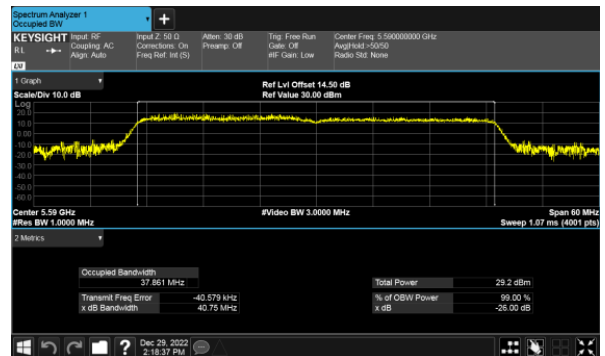 Spectrum Analyzer 1
Occupied BW
KEYSIGHT Input: RF Input Z: 50 Ω Atten: 30 dB Trig: Free Run Center Freq: 5.590000000 GHz
RL Coupling: AC Corrections: On Preamp: Off Gate: Off Avg|Hold:>50/50
Align: Auto Freq Ref: Int (S) #IF Gain: Low Radio Std: None
1 Graph
Ref Lvl Offset 14.50 dB
Scale/Div 10.0 dB Ref Value 30.00 dBm
Log
20.0
10.0
0.00
-10.0
-20.0
-30.0
-40.0
-50.0
-60.0
Center 5.59 GHz #Video BW 3.0000 MHz Span 60 MHz
#Res BW 1.0000 MHz Sweep 1.07 ms (4001 pts)
2 Metrics
Occupied Bandwidth
37.861 MHz Total Power 29.2 dBm
Transmit Freq Error -40.579 kHz % of OBW Power 99.00 %
x dB Bandwidth 40.75 MHz x dB -26.00 dB
Dec 29, 2022
2:18:37 PM